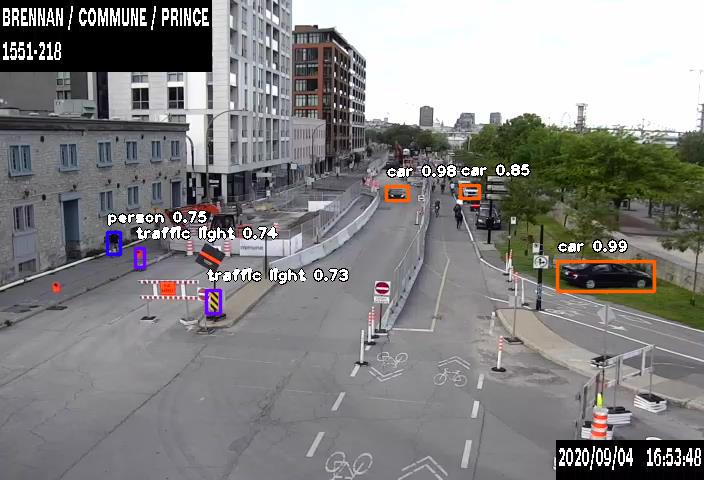 BRENNAN / COMMUNE / PRINCE
1551-218
car 0.98
car 0.85
person 0.75
traffic light 0.74
car 0.99
traffic light 0.73
2020/09/04 16:53:48